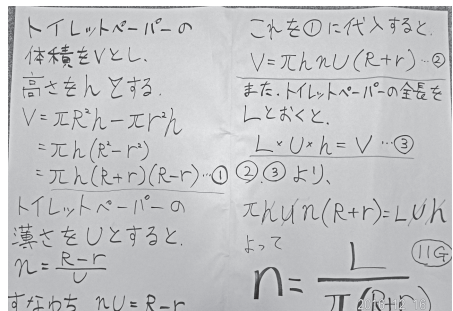 トイレットペーパーの
体積をVとし、
高さをhとする.
V=πR²h-πr²h
=πh(R²-r²)
=πh(R+r)(R-r)…①
トイレットペーパーの
薄さをUとすると、
n=\frac{R-r}{U}
すなわち nU=R-r
これを①に代入すると、
V=πhnU(R+r)…②
また、トイレットペーパーの全長を
Lとおくと、
L×U×h=V…③
②,③より、
πhUn(R+r)=LUh
よって
11G
n=\frac{L}{π(R+r)}